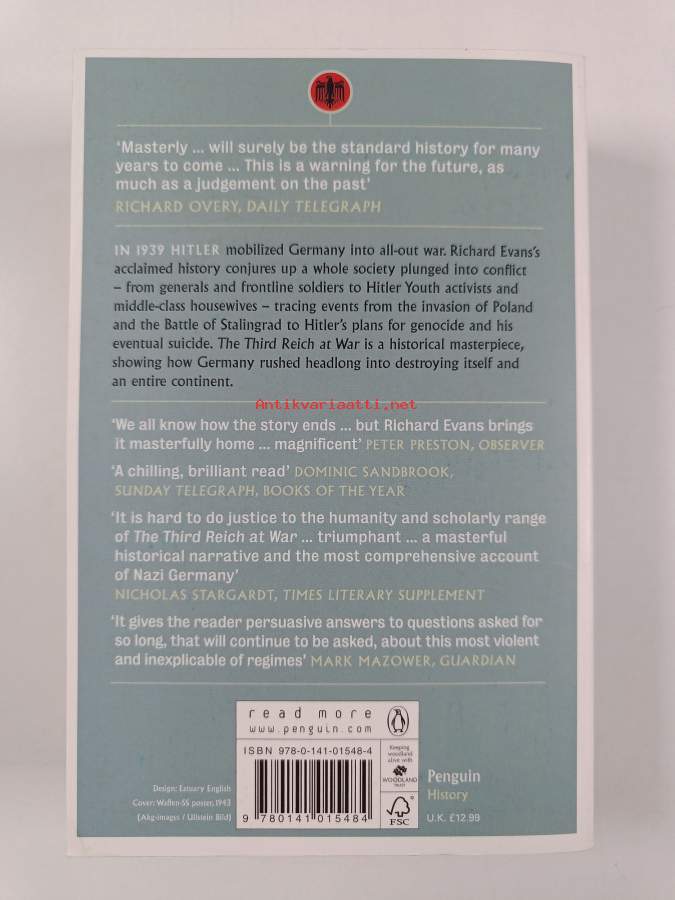 ‘Masterly ... will surely be the standard history for many
years to come ... This is a warning for the future, as
much as a judgement on the past’
RICHARD OVERY, DAILY TELEGRAPH
IN 1939 HITLER mobilized Germany into all-out war. Richard Evans's
acclaimed history conjures up a whole society plunged into conflict
– from generals and frontline soldiers to Hitler Youth activists and
middle-class housewives – tracing events from the invasion of Poland
and the Battle of Stalingrad to Hitler's plans for genocide and his
eventual suicide. The Third Reich at War is a historical masterpiece,
showing how Germany rushed headlong into destroying itself and
an entire continent.
Antikvariaatti.net
‘We all know how the story ends ... but Richard Evans brings
it masterfully home ... magnificent’ PETER PRESTON, OBSERVER
‘A chilling, brilliant read’ DOMINIC SANDBROOK,
SUNDAY TELEGRAPH, BOOKS OF THE YEAR
‘It is hard to do justice to the humanity and scholarly range
of The Third Reich at War ... triumphant ... a masterful
historical narrative and the most comprehensive account
of Nazi Germany’
NICHOLAS STARGARDT, TIMES LITERARY SUPPLEMENT
‘It gives the reader persuasive answers to questions asked for
so long, that will continue to be asked, about this most violent
and inexplicable of regimes’ MARK MAZOWER, GUARDIAN
read more
www.penguin.com
ISBN 978-0-141-01548-4
9 780141 015484
Keeping
woodland
alive with
WOODLAND
TRUST
FSC
Design: Estuary English
Cover: Waffen-SS poster, 1943
(Akg-images / Ullstein Bild)
Penguin
History
U.K. £12.99